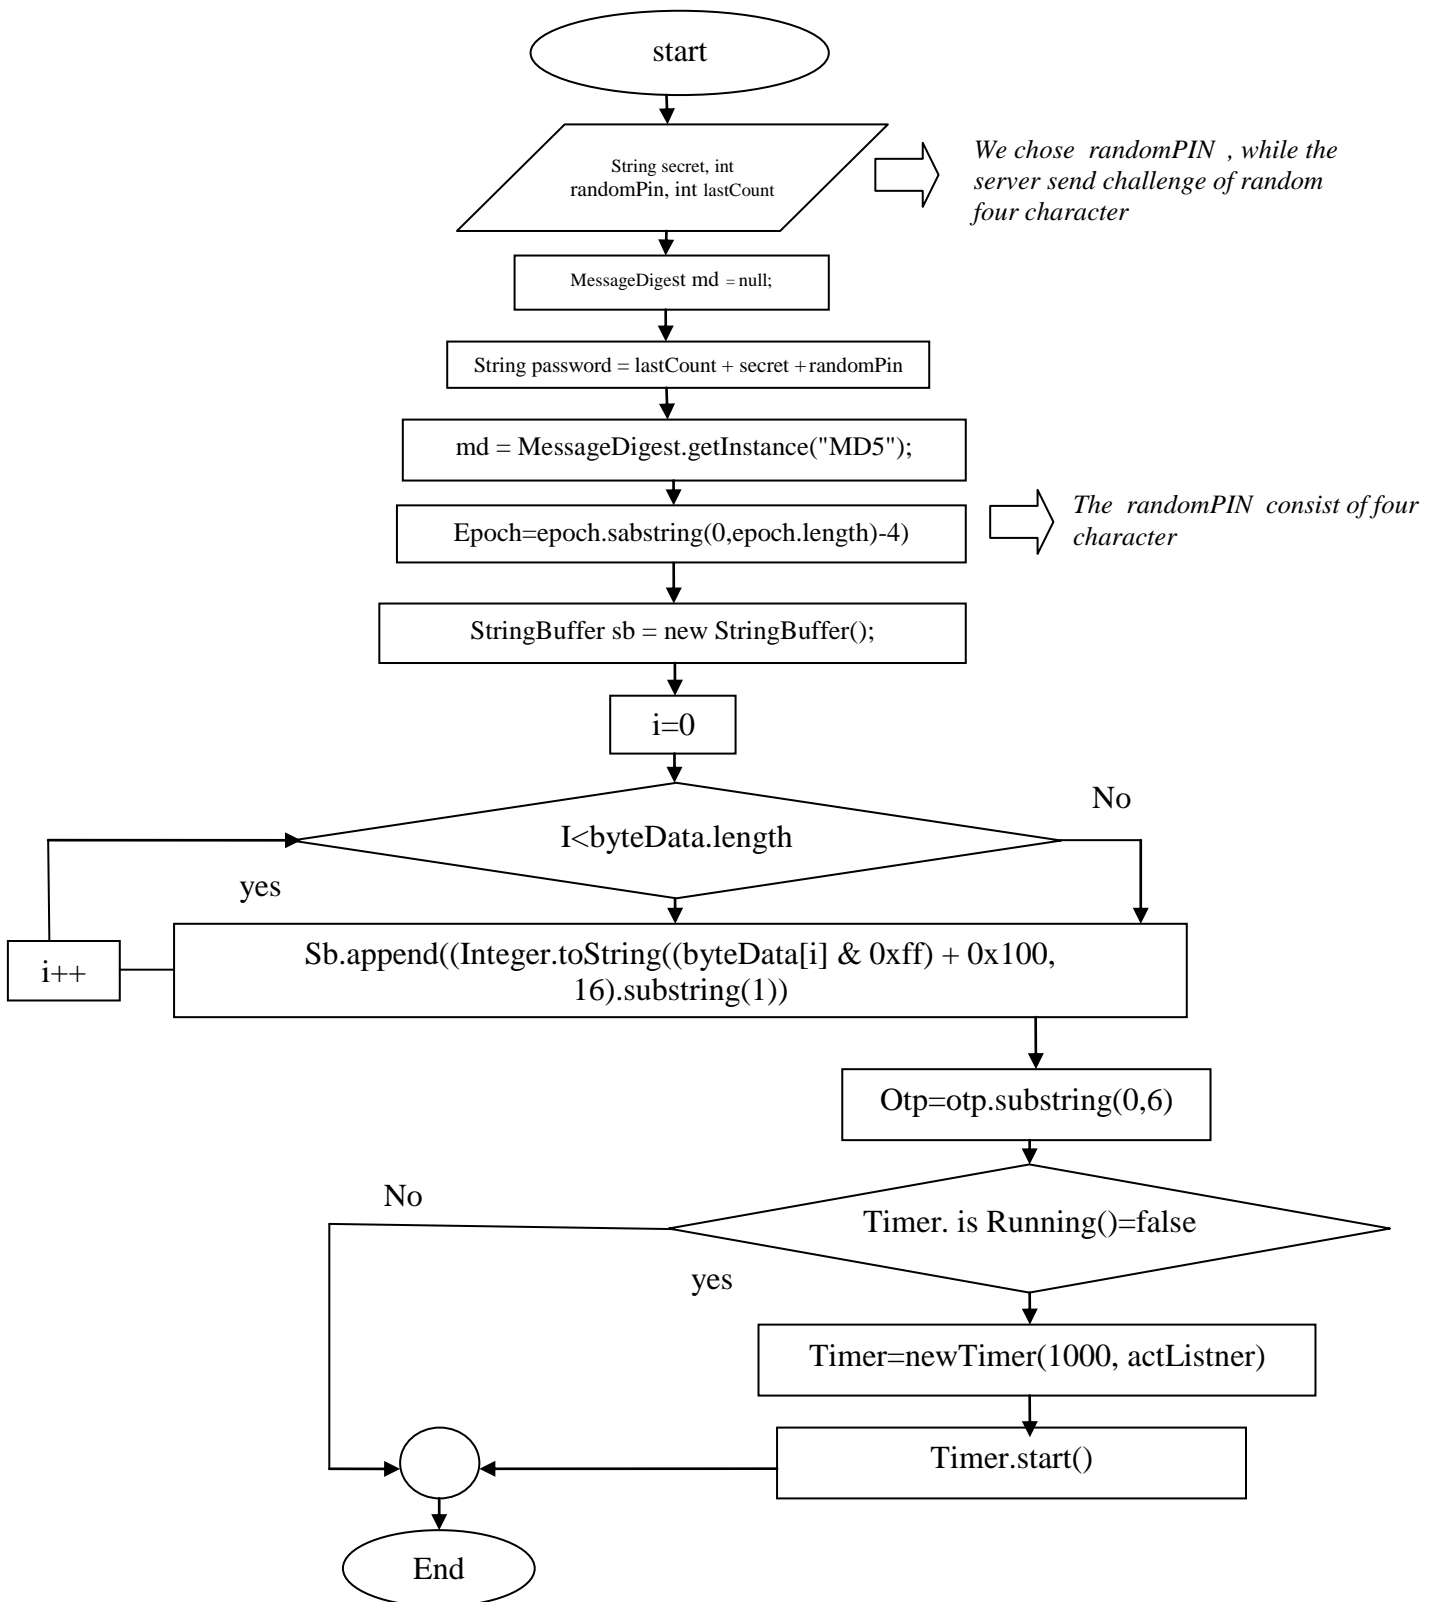 start
String secret, int
randomPin, int lastCount
We chose randomPIN , while the
server send challenge of random
four character
MessageDigest md = null;
String password = lastCount + secret +randomPin
md = MessageDigest.getInstance("MD5");
Epoch=epoch.sabstring(0,epoch.length)-4)
The randomPIN consist of four
character
StringBuffer sb = new StringBuffer();
i=0
No
I<byteData.length
yes
i++
Sb.append((Integer.toString((byteData[i] & 0xff) + 0x100,
16).substring(1))
Otp=otp.substring(0,6)
No
Timer. is Running()=false
yes
Timer=newTimer(1000, actListner)
Timer.start()
End